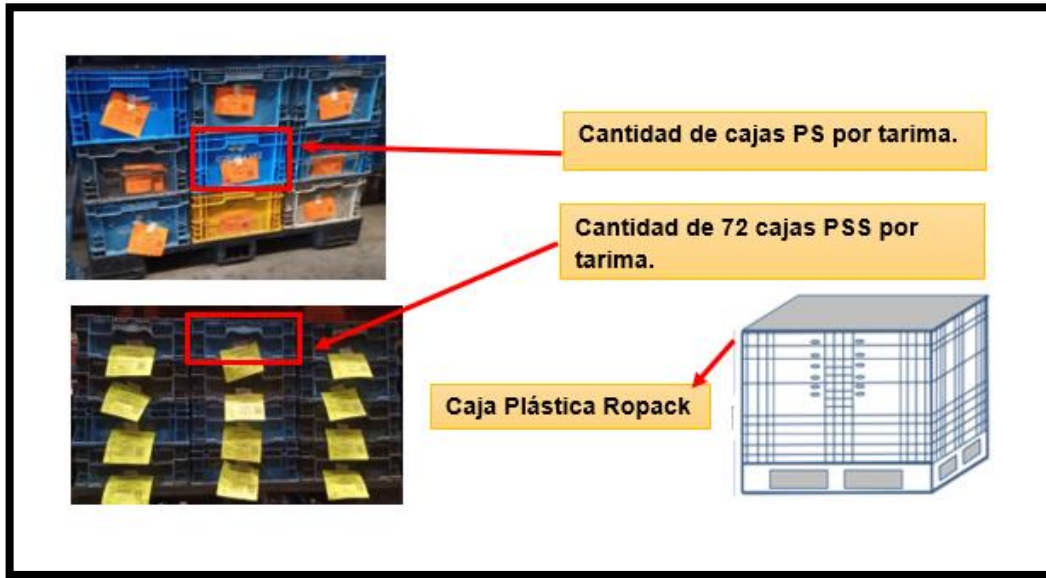 Cantidad de cajas PS por tarima.
Cantidad de 72 cajas PSS por
tarima.
Caja Plástica Ropack